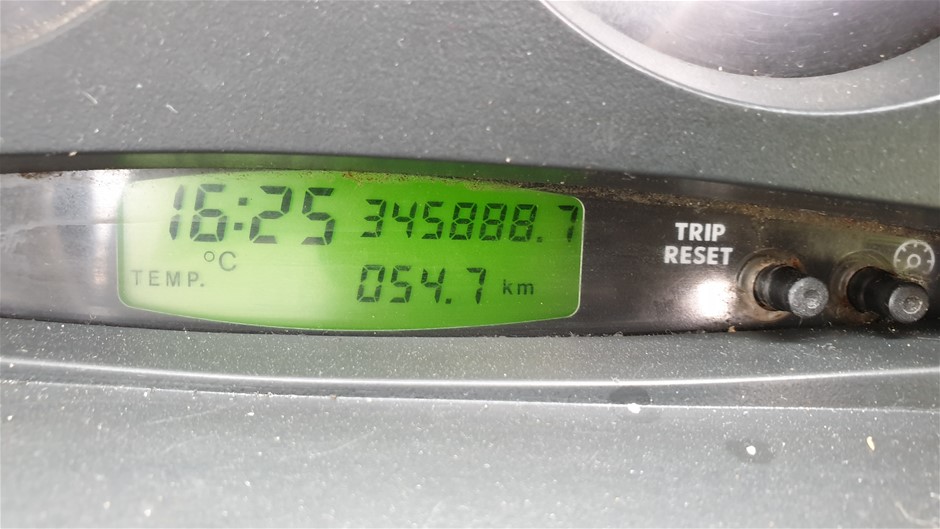 16:25 345888.7
°C
TEMP. 054.7 km
TRIP
RESET